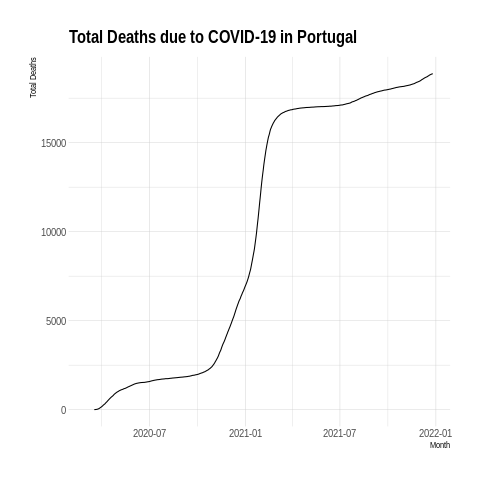 Total Deaths due to COVID-19 in Portugal
Total Deaths
15000
10000
5000
0
2020-07 2021-01 2021-07 2022-01
Month